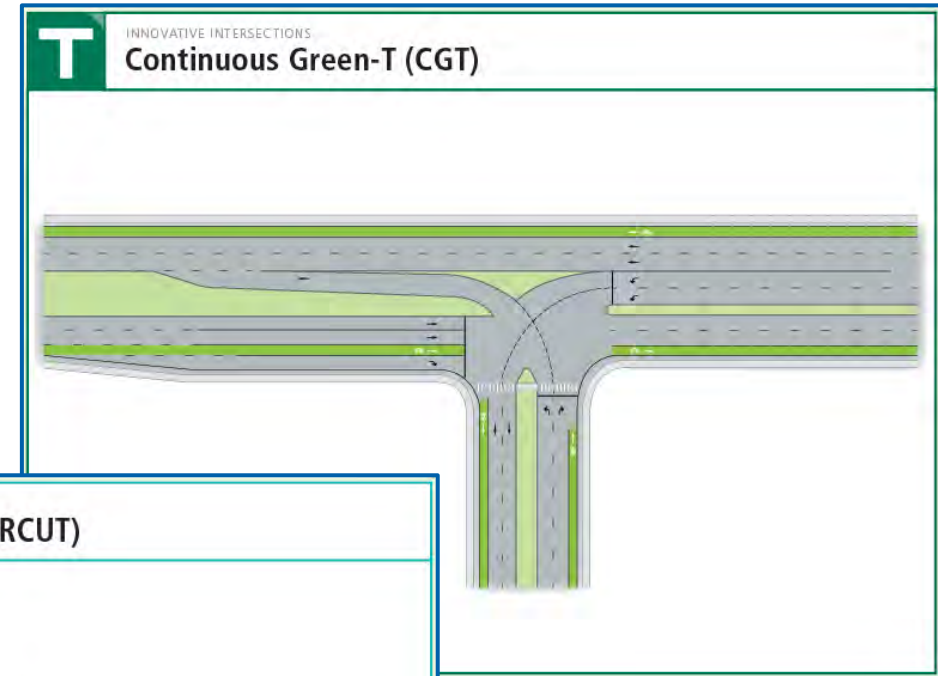 T
INNOVATIVE INTERSECTIONS
Continuous Green-T (CGT)
RCUT)